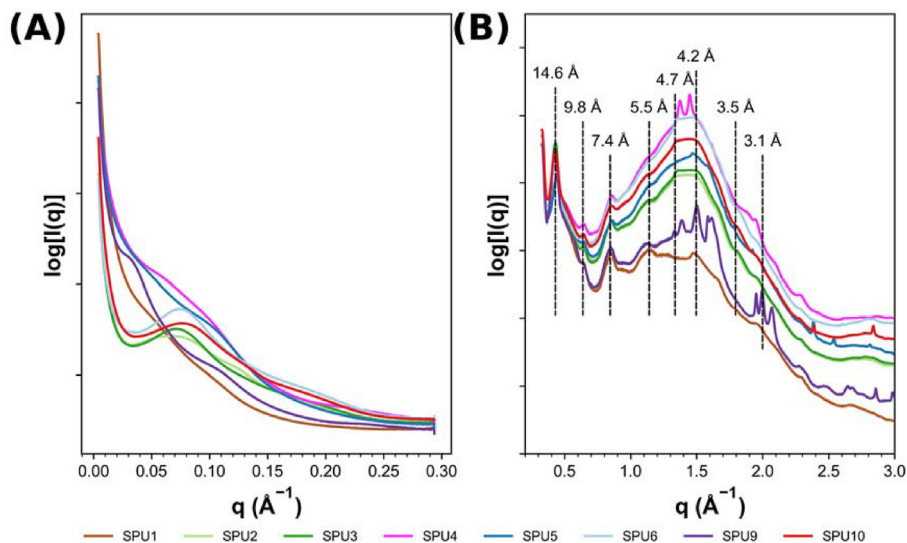 (A)
(B)
log[I(q)]
0.00 0.05 0.10 0.15 0.20 0.25 0.30
q (Å⁻¹)
log[I(q)]
14.6 Å
9.8 Å
7.4 Å
5.5 Å
4.7 Å
4.2 Å
3.5 Å
3.1 Å
0.5 1.0 1.5 2.0 2.5 3.0
q (Å⁻¹)
SPU1 SPU2 SPU3 SPU4 SPU5 SPU6 SPU9 SPU10